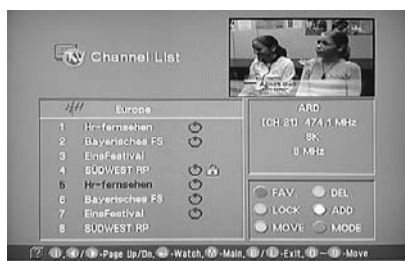 Channel List
Europe
1 Hr-fernsehen
2 Bayerisches FS
3 EinsFestival
4 SÜDWEST RP
5 Hr-fernsehen
6 Bayerisches FS
7 EinsFestival
8 SÜDWEST RP
ARD
[CH 21] 474.1 MHz
8K
8 MHz
FAV. DEL
LOCK ADD
MOVE MODE
-Page Up/Dn, -Watch, -Main, -Exit, -Move